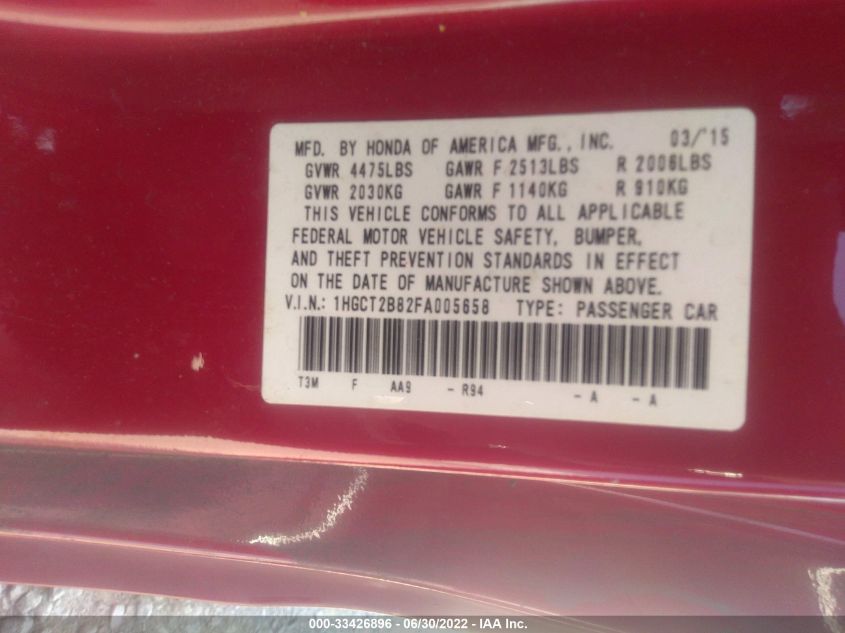 MFD. BY HONDA OF AMERICA MFG., INC. 03/'15
GVWR 4475LBS GAWR F 2513LBS R 2006LBS
GVWR 2030KG GAWR F 1140KG R 910KG
THIS VEHICLE CONFORMS TO ALL APPLICABLE
FEDERAL MOTOR VEHICLE SAFETY, BUMPER,
AND THEFT PREVENTION STANDARDS IN EFFECT
ON THE DATE OF MANUFACTURE SHOWN ABOVE.
V.I.N.: 1HGCT2B82FA005658 TYPE: PASSENGER CAR
T3M F AA9 - R94 - A - A
000-33426896 - 06/30/2022 - IAA Inc.